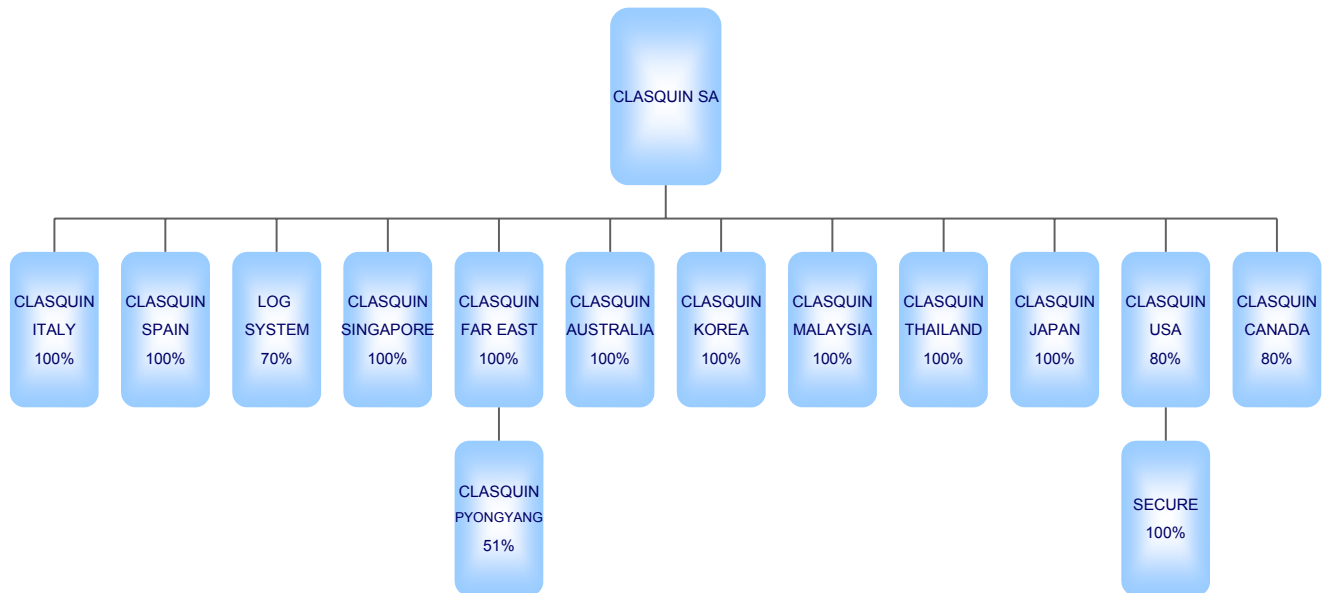 CLASQUIN SA
CLASQUIN
ITALY
100%
CLASQUIN
SPAIN
100%
LOG
SYSTEM
70%
CLASQUIN
SINGAPORE
100%
CLASQUIN
FAR EAST
100%
CLASQUIN
AUSTRALIA
100%
CLASQUIN
KOREA
100%
CLASQUIN
MALAYSIA
100%
CLASQUIN
THAILAND
100%
CLASQUIN
JAPAN
100%
CLASQUIN
USA
80%
CLASQUIN
CANADA
80%
CLASQUIN
PYONGYANG
51%
SECURE
100%